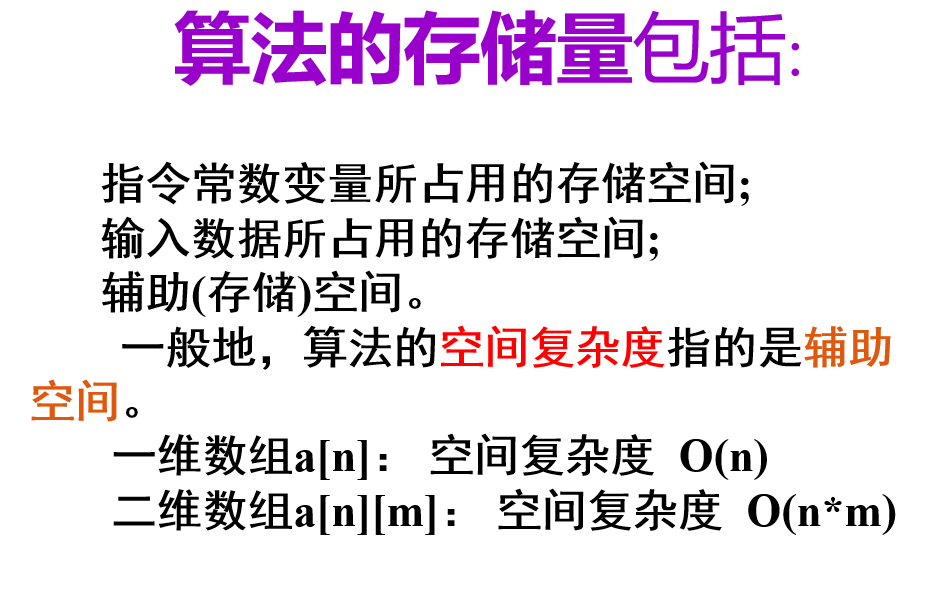 算法的存储量包括:
指令常数变量所占用的存储空间;
输入数据所占用的存储空间;
辅助(存储)空间。
一般地，算法的空间复杂度指的是辅助
空间。
一维数组a[n]： 空间复杂度 O(n)
二维数组a[n][m]： 空间复杂度 O(n*m)